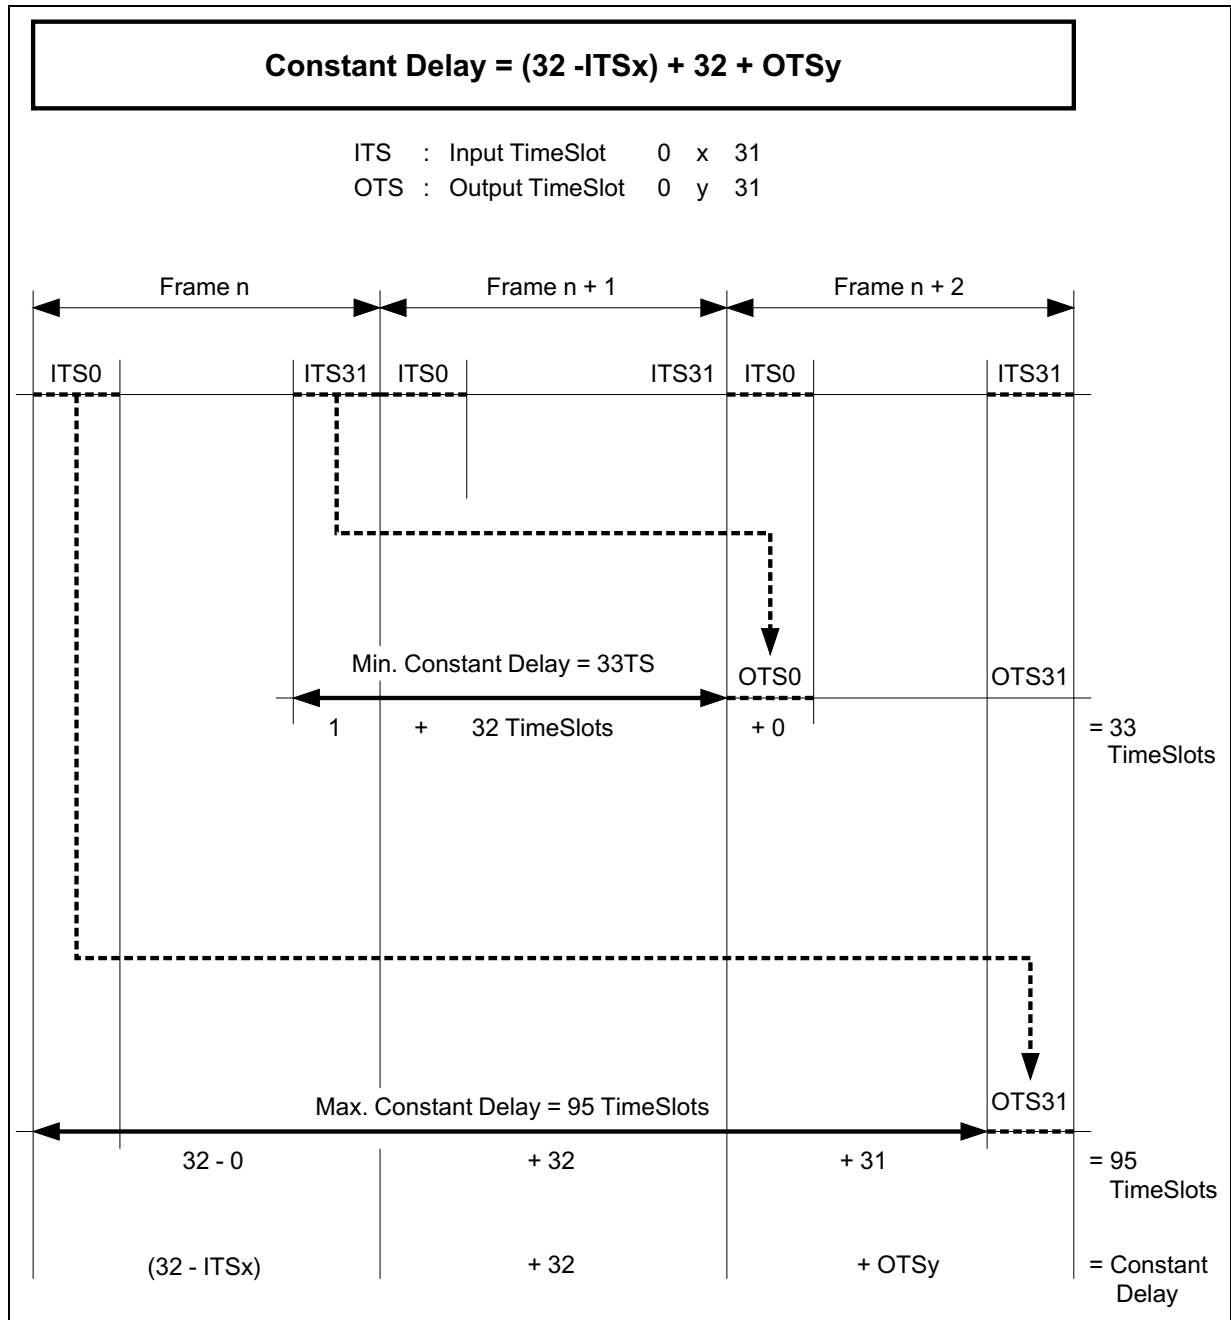 Constant Delay = (32 -ITSx) + 32 + OTSy
ITS : Input TimeSlot 0 x 31
OTS : Output TimeSlot 0 y 31
Frame n Frame n + 1 Frame n + 2
ITS0 ITS31 ITS0 ITS31 ITS0 ITS31
Min. Constant Delay = 33TS
OTS0 OTS31
1 + 32 TimeSlots + 0 = 33
TimeSlots
Max. Constant Delay = 95 TimeSlots
OTS31
32 - 0 + 32 + 31 = 95
TimeSlots
(32 - ITSx) + 32 + OTSy = Constant
Delay